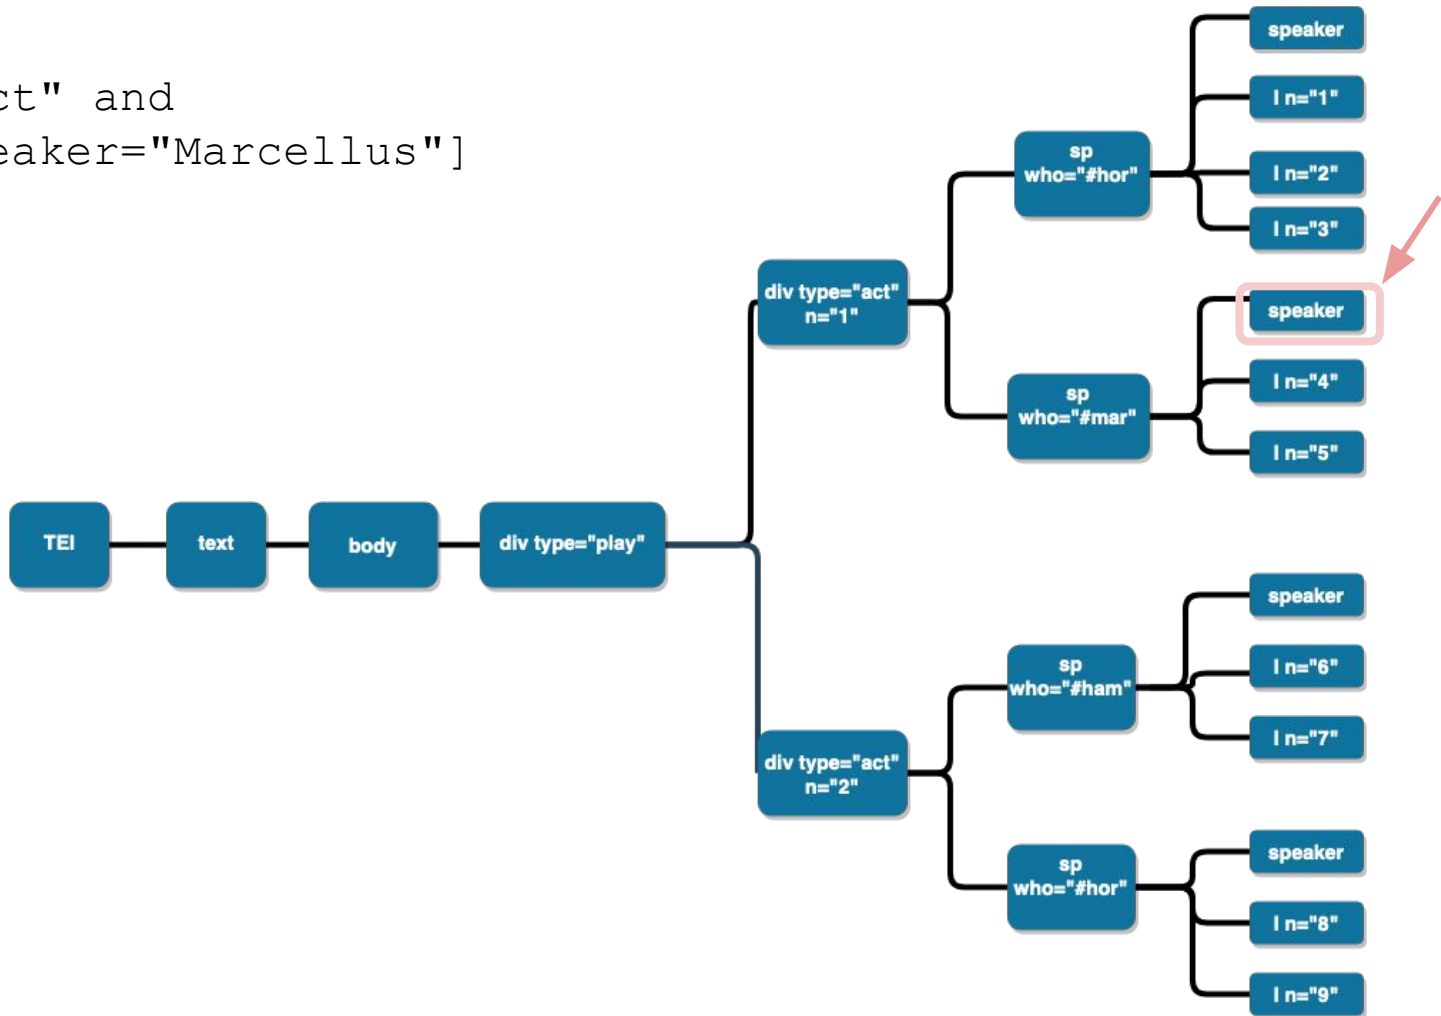 ct" and
eaker="Marcellus"]
TEI
text
body
div type="play"
div type="act"
n="1"
sp
who="#hor"
speaker
l n="1"
l n="2"
l n="3"
sp
who="#mar"
speaker
l n="4"
l n="5"
div type="act"
n="2"
sp
who="#ham"
speaker
l n="6"
l n="7"
sp
who="#hor"
speaker
l n="8"
l n="9"